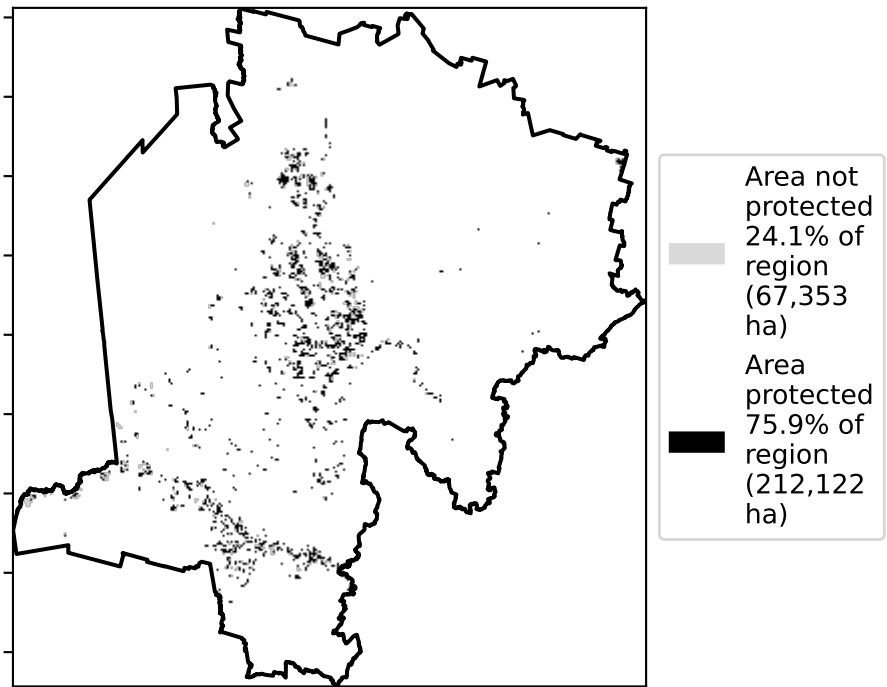 Area not
protected
24.1% of
region
(67,353
ha)
Area
protected
75.9% of
region
(212,122
ha)